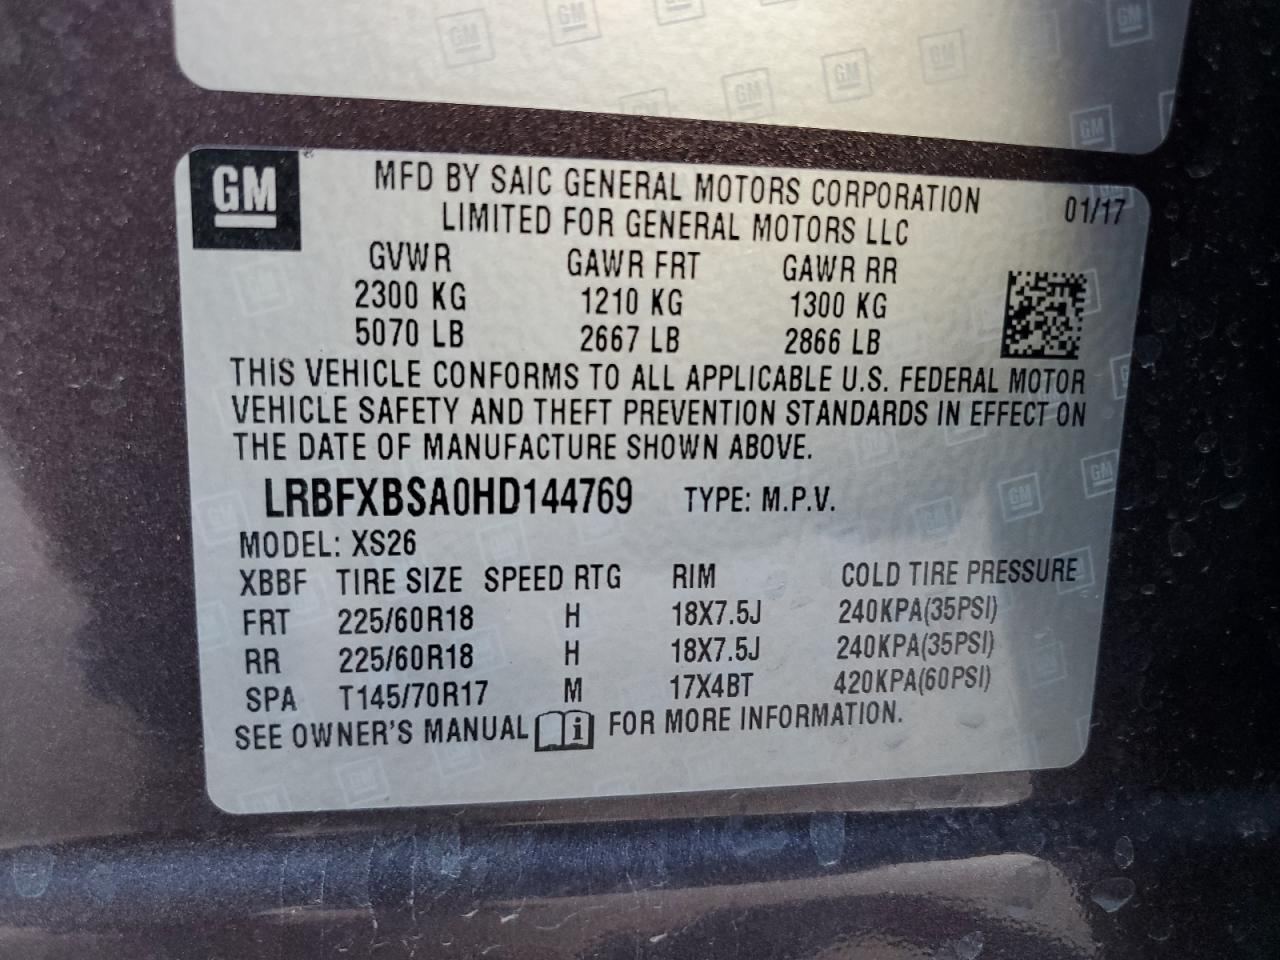 GM
MFD BY SAIC GENERAL MOTORS CORPORATION 01/17
LIMITED FOR GENERAL MOTORS LLC
GVWR GAWR FRT GAWR RR
2300 KG 1210 KG 1300 KG
5070 LB 2667 LB 2866 LB
THIS VEHICLE CONFORMS TO ALL APPLICABLE U.S. FEDERAL MOTOR
VEHICLE SAFETY AND THEFT PREVENTION STANDARDS IN EFFECT ON
THE DATE OF MANUFACTURE SHOWN ABOVE.
LRBFXBSA0HD144769 TYPE: M.P.V.
MODEL: XS26
XBBF TIRE SIZE SPEED RTG RIM COLD TIRE PRESSURE
FRT 225/60R18 H 18X7.5J 240KPA(35PSI)
RR 225/60R18 H 18X7.5J 240KPA(35PSI)
SPA T145/70R17 M 17X4BT 420KPA(60PSI)
SEE OWNER'S MANUAL i FOR MORE INFORMATION.